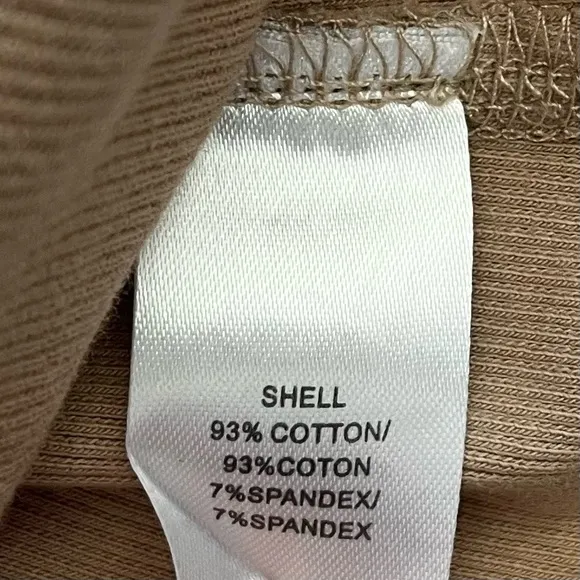 SHELL
93% COTTON/
93%COTON
7%SPANDEX/
7%SPANDEX